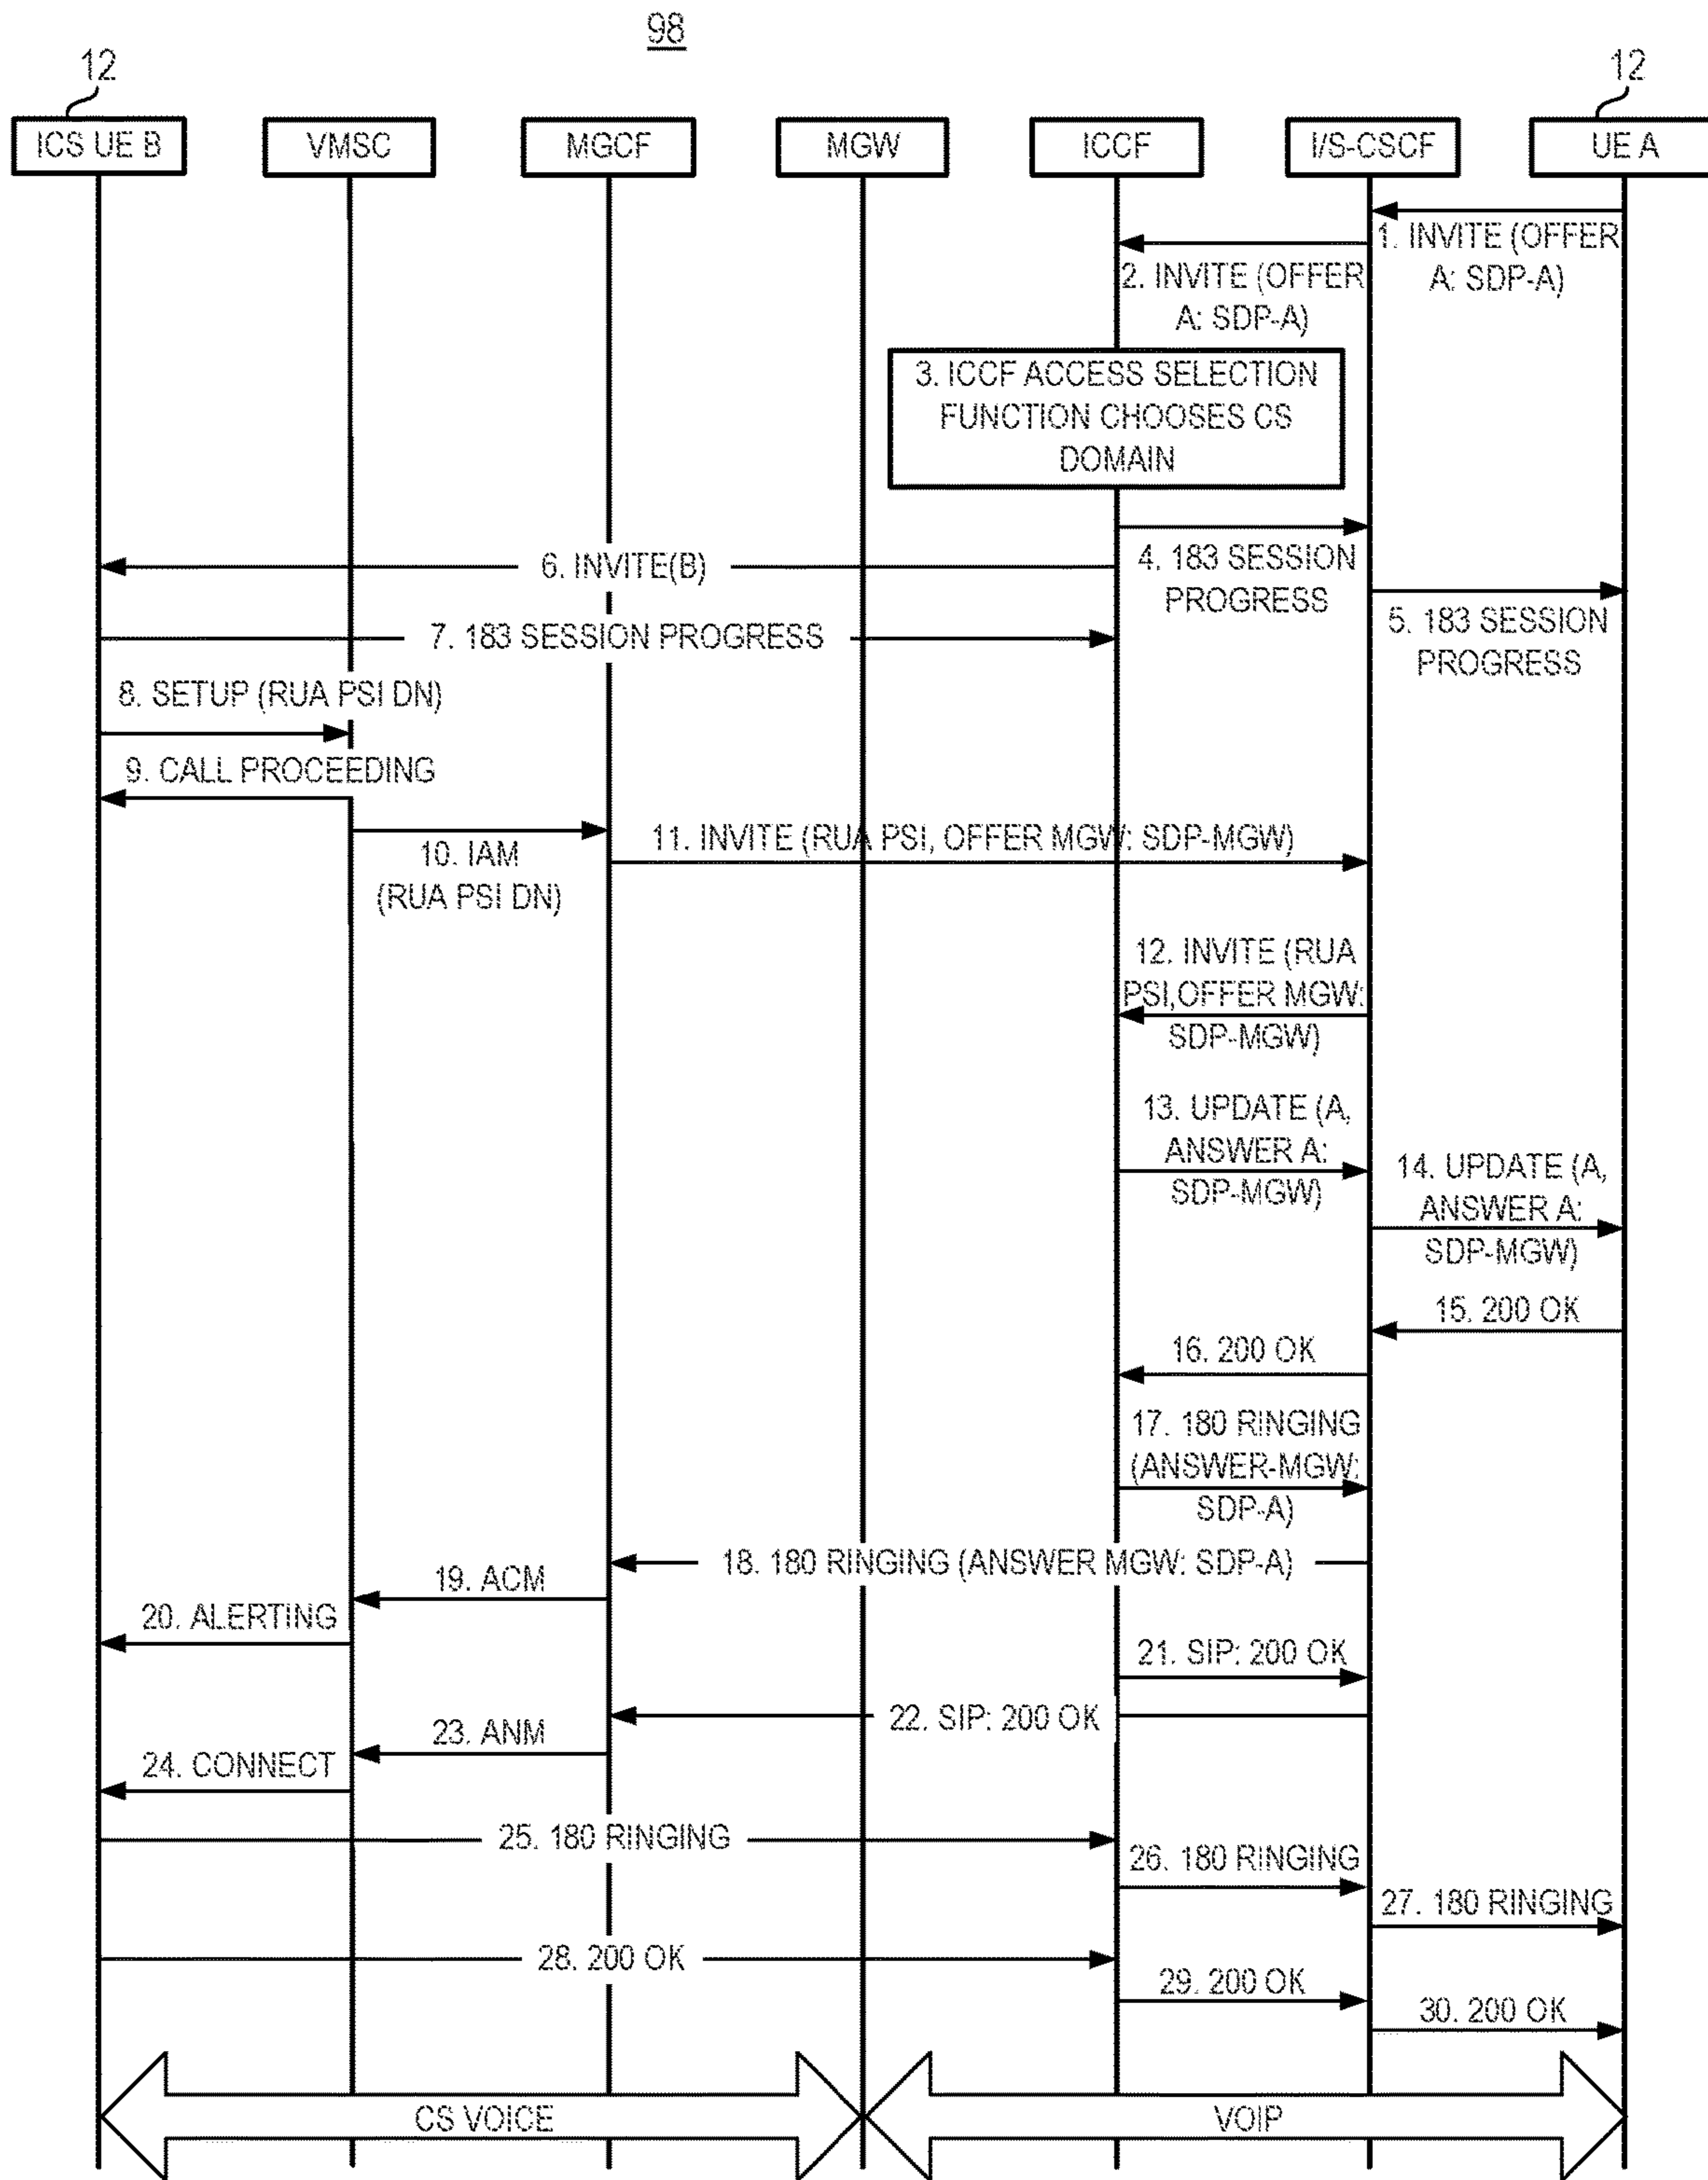 98
12
12
ICS UE B
VMSC
MGCF
MGW
ICCF
I/S-CSCF
UE A
1. INVITE (OFFER
A: SDP-A)
2. INVITE (OFFER
A: SDP-A)
3. ICCF ACCESS SELECTION
FUNCTION CHOOSES CS
DOMAIN
4. 183 SESSION
PROGRESS
5. 183 SESSION
PROGRESS
6. INVITE(B)
7. 183 SESSION PROGRESS
8. SETUP (RUA PSI DN)
9. CALL PROCEEDING
10. IAM
(RUA PSI DN)
11. INVITE (RUA PSI, OFFER MGW: SDP-MGW)
12. INVITE (RUA
PSI,OFFER MGW:
SDP-MGW)
13. UPDATE (A,
ANSWER A:
SDP-MGW)
14. UPDATE (A,
ANSWER A:
SDP-MGW)
15. 200 OK
16. 200 OK
17. 180 RINGING
(ANSWER-MGW:
SDP-A)
18. 180 RINGING (ANSWER MGW: SDP-A)
19. ACM
20. ALERTING
21. SIP: 200 OK
22. SIP: 200 OK
23. ANM
24. CONNECT
25. 180 RINGING
26. 180 RINGING
27. 180 RINGING
28. 200 OK
29. 200 OK
30. 200 OK
CS VOICE
VOIP